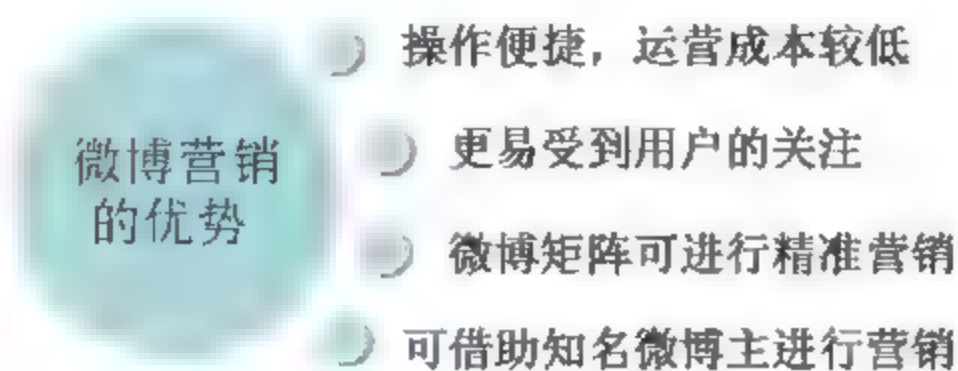 微博营销
的优势
操作便捷，运营成本较低
更易受到用户的关注
微博矩阵可进行精准营销
可借助知名微博主进行营销